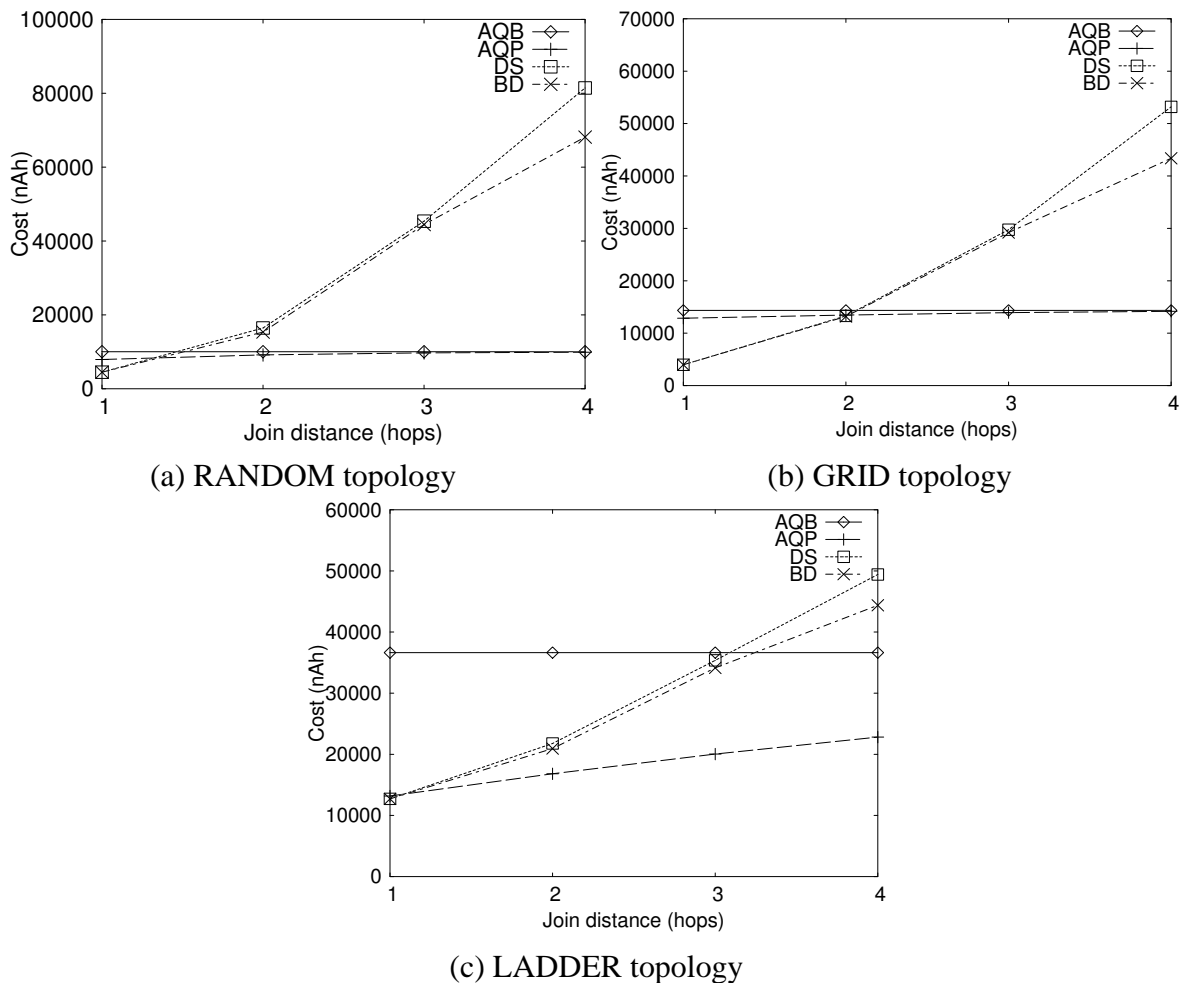 100000
80000
60000
40000
20000
0
1 2 3 4
Cost (nAh)
Join distance (hops)
AQB
AQP
DS
BD
(a) RANDOM topology
70000
60000
50000
40000
30000
20000
10000
0
1 2 3 4
Cost (nAh)
Join distance (hops)
AQB
AQP
DS
BD
(b) GRID topology
60000
50000
40000
30000
20000
10000
0
1 2 3 4
Cost (nAh)
Join distance (hops)
AQB
AQP
DS
BD
(c) LADDER topology